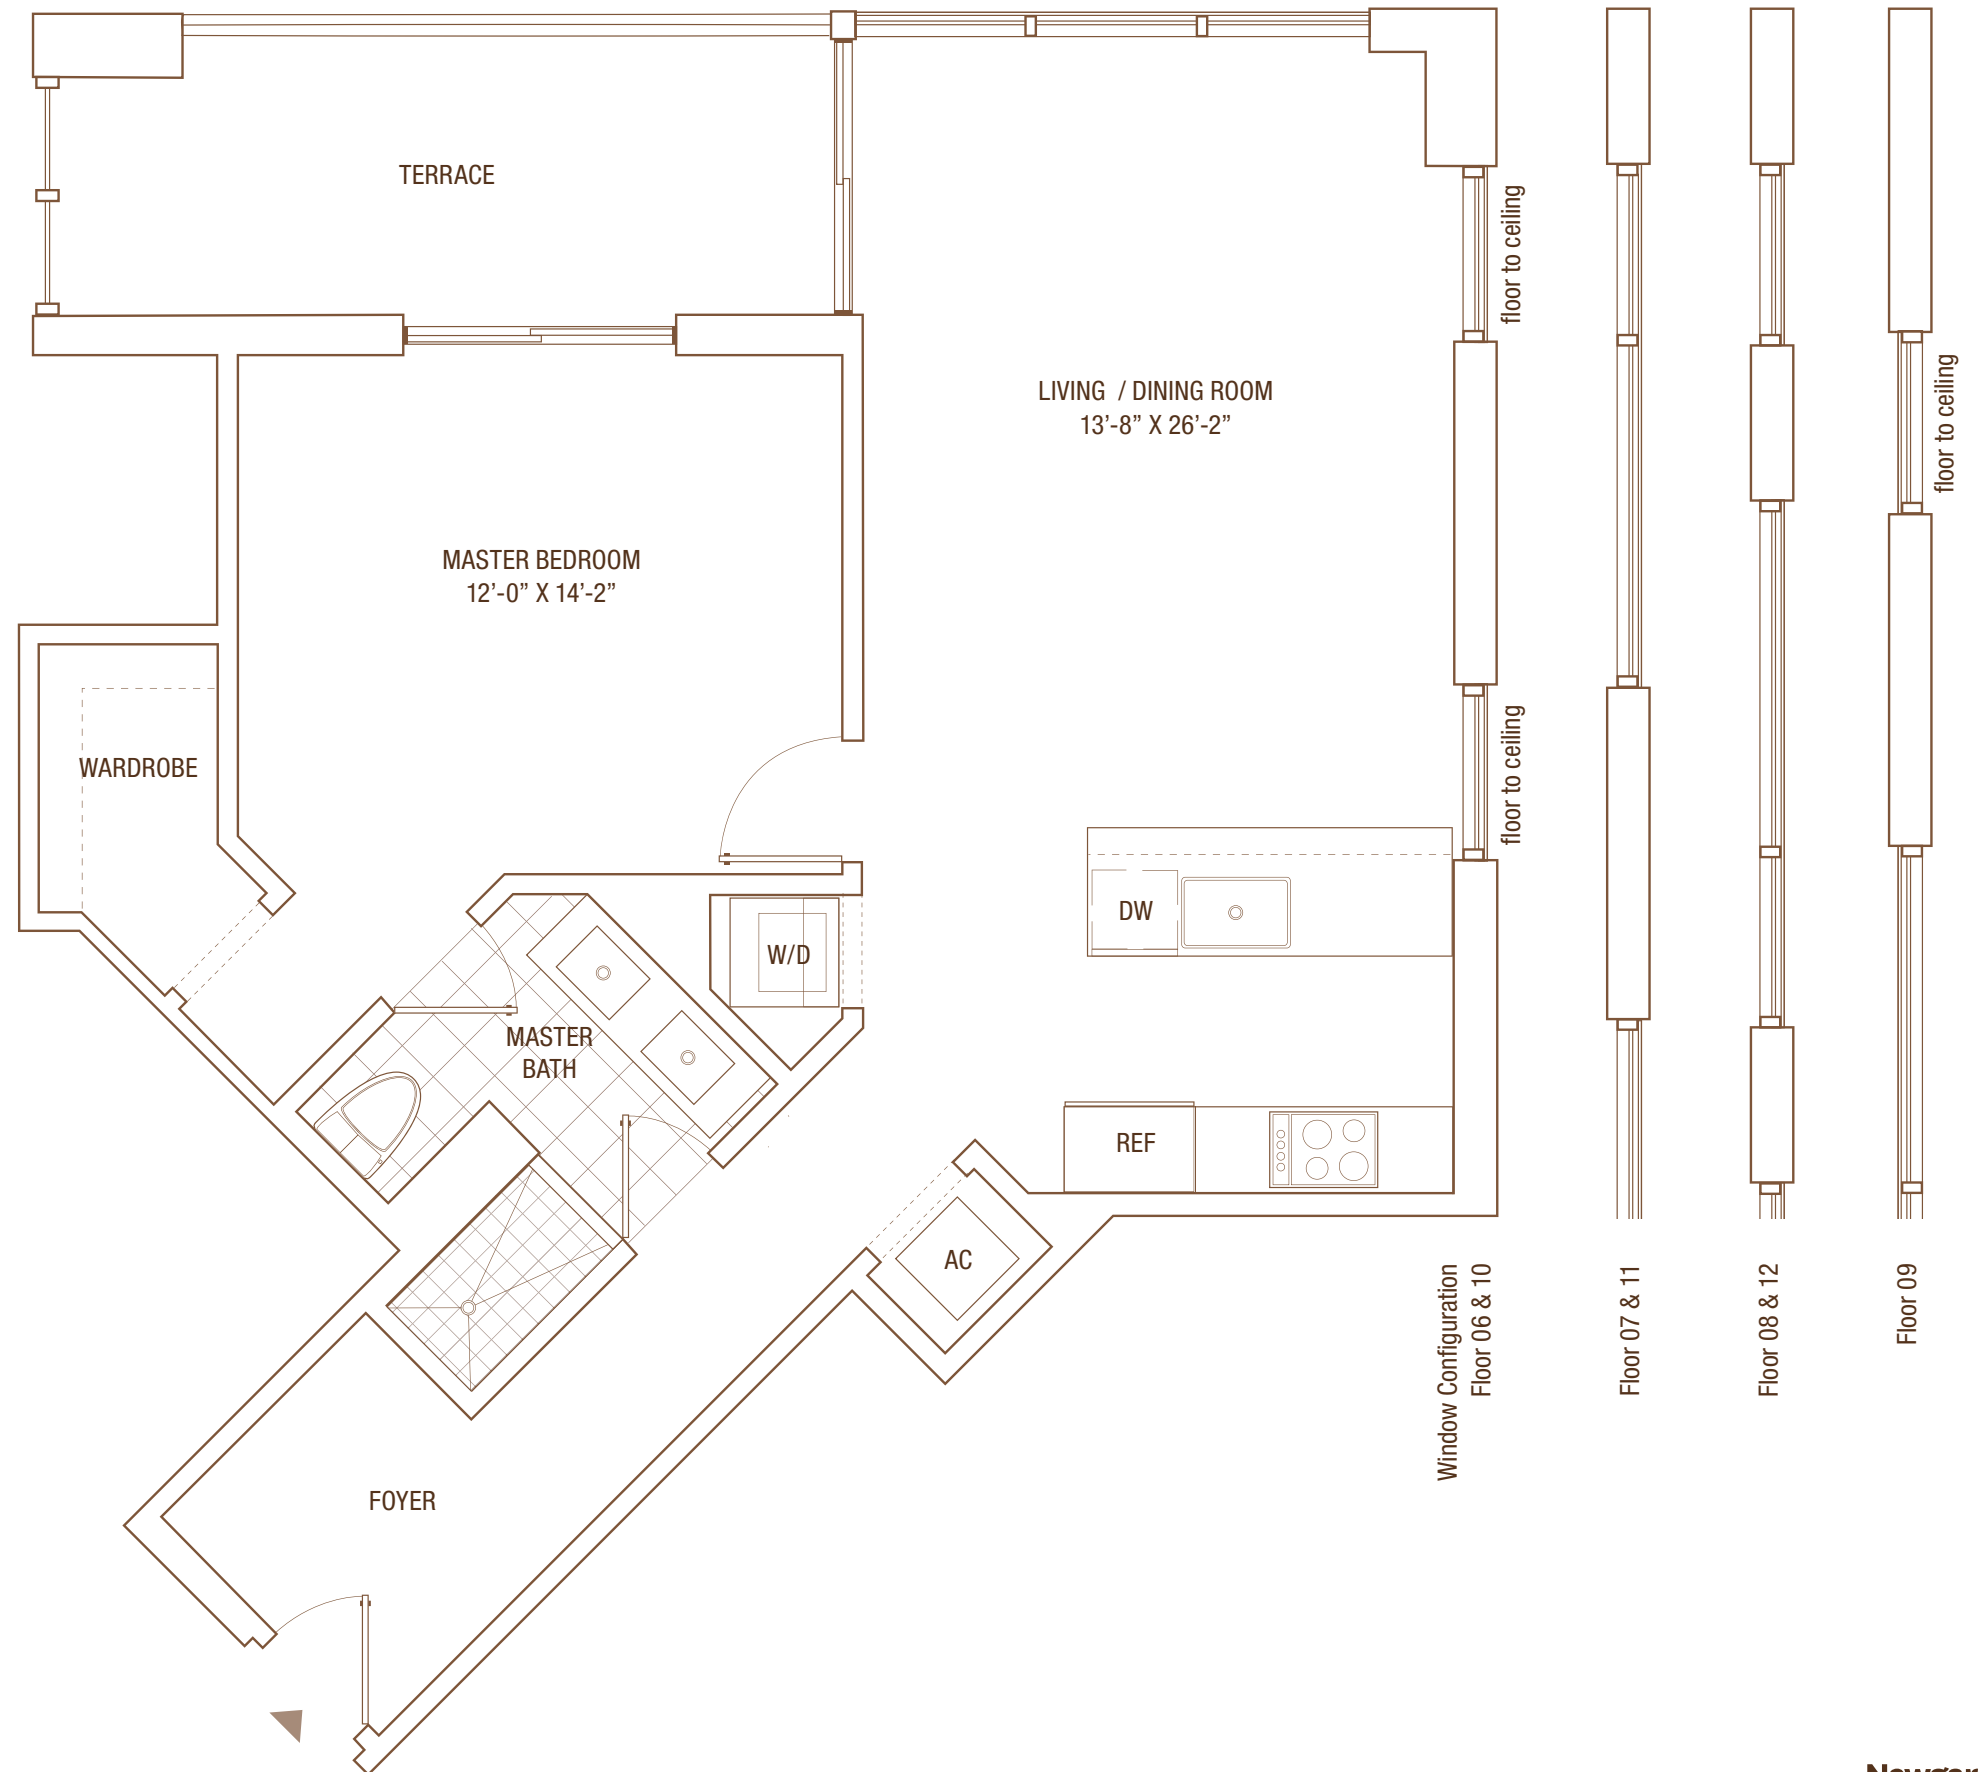 TERRACE
floor to ceiling
LIVING / DINING ROOM
13’-8” X 26’-2”
floor to ceiling
MASTER BEDROOM
12’-0” X 14’-2”
WARDROBE
floor to ceiling
DW
W/D
MASTER
BATH
REF
AC
Window Configuration
Floor 06 & 10
Floor 07 & 11
Floor 08 & 12
Floor 09
FOYER